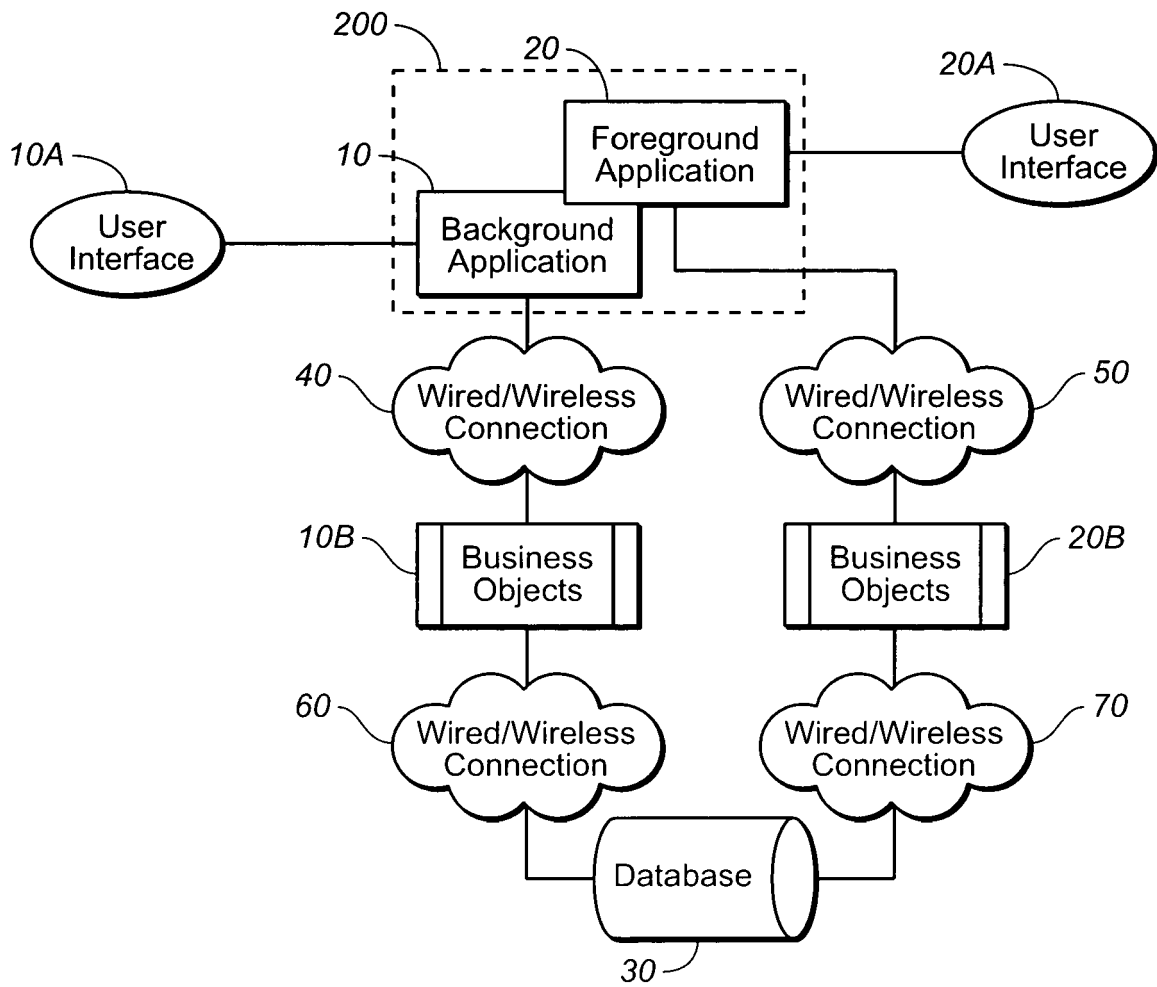 200
20
20A
Foreground
Application
User
Interface
10A
10
User
Interface
Background
Application
40
Wired/Wireless
Connection
50
Wired/Wireless
Connection
10B
Business
Objects
20B
Business
Objects
60
Wired/Wireless
Connection
70
Wired/Wireless
Connection
Database
30